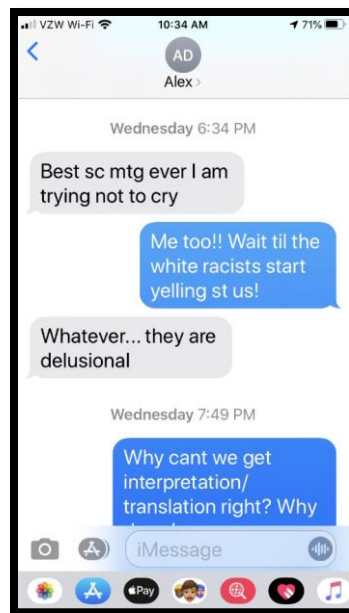 VZW Wi-Fi 10:34 AM 71%
AD
Alex
Wednesday 6:34 PM
Best sc mtg ever I am
trying not to cry
Me too!! Wait til the
white racists start
yelling st us!
Whatever... they are
delusional
Wednesday 7:49 PM
Why cant we get
interpretation/
translation right? Why
iMessage
Pay